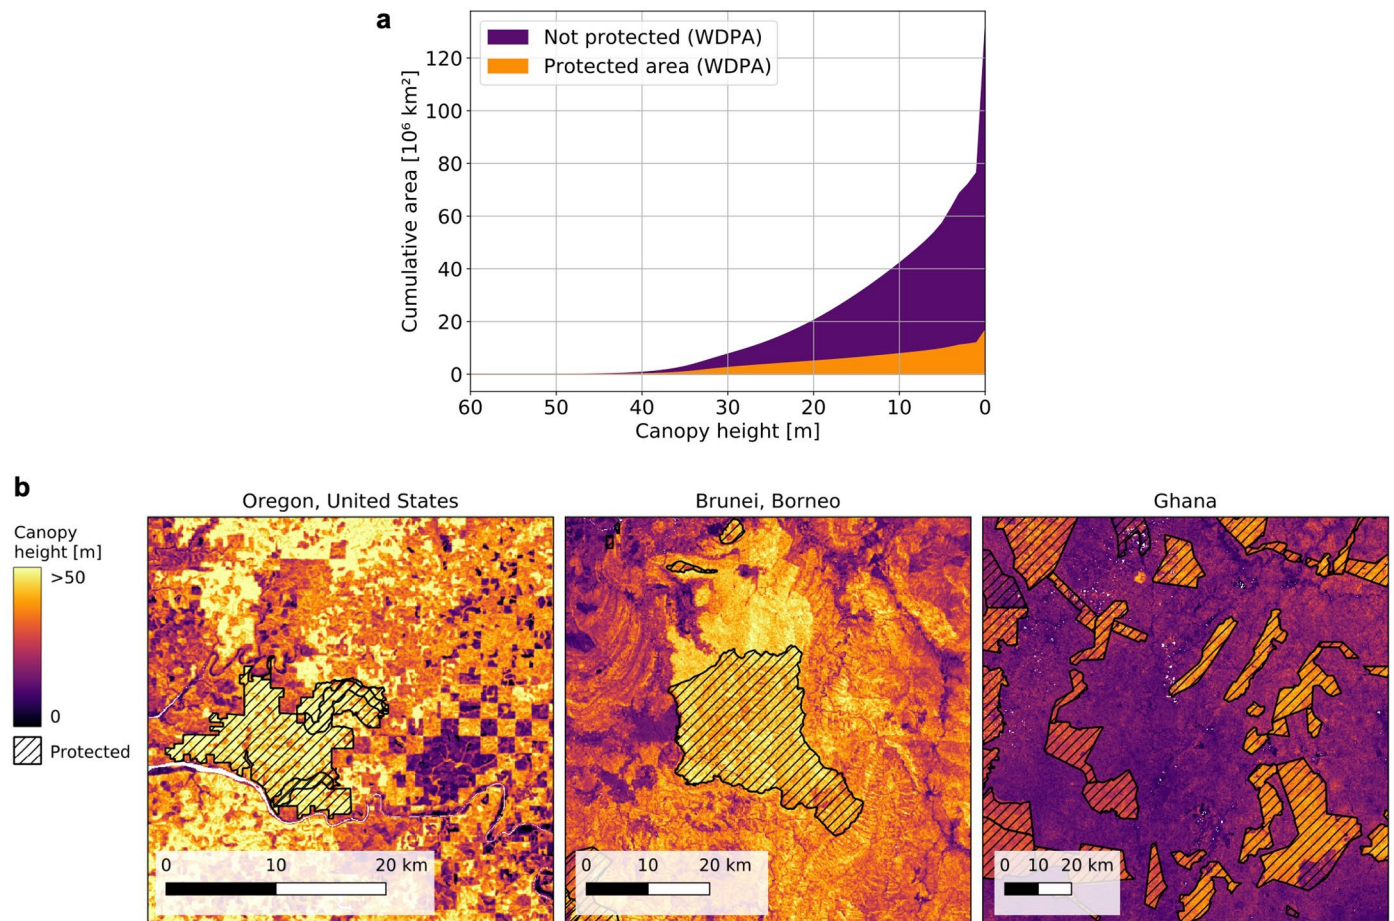 a
Not protected (WDPA)
Protected area (WDPA)
Cumulative area [10⁶ km²]
120
100
80
60
40
20
0
60 50 40 30 20 10 0
Canopy height [m]
b
Oregon, United States
Brunei, Borneo
Ghana
Canopy
height [m]
>50
0
Protected
0 10 20 km
0 10 20 km
0 10 20 km